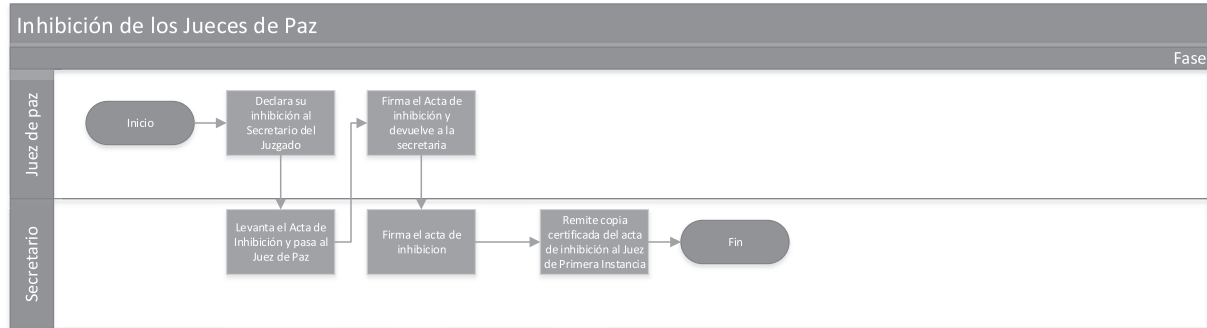 Inhibición de los Jueces de Paz
Fase
Juez de paz
Inicio
Declara su
inhibición al
Secretario del
Juzgado
Firma el Acta de
inhibición y
devuelve a la
secretaria
Secretario
Levanta el Acta de
Inhibición y pasa al
Juez de Paz
Firma el acta de
inhibicion
Remite copia
certificada del acta
de inhibición al Juez
de Primera Instancia
Fin